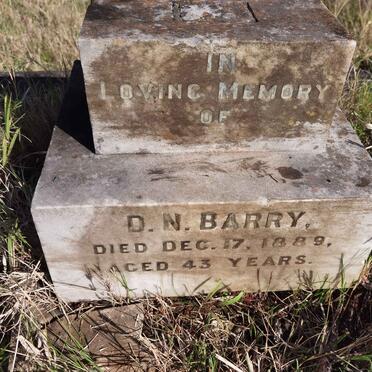 IN
LOVING MEMORY
OF
D. N. BARRY,
DIED DEC. 17, 1889,
AGED 43 YEARS.